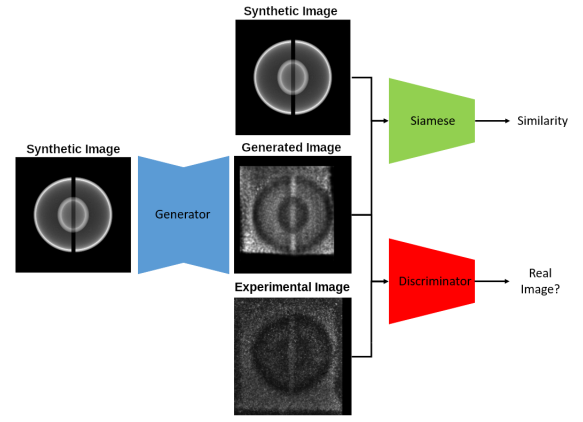 Synthetic Image
Siamese
Similarity
Synthetic Image
Generated Image
Generator
Experimental Image
Discriminator
Real
Image?